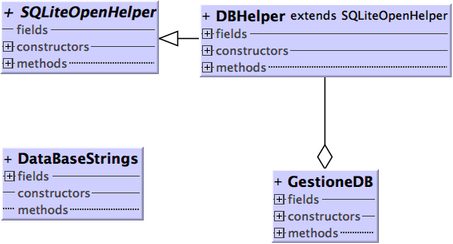 + SQLiteOpenHelper
fields
constructors
methods
+ DBHelper extends SQLiteOpenHelper
fields
constructors
methods
+ DataBaseStrings
fields
constructors
methods
+ GestioneDB
fields
constructors
methods